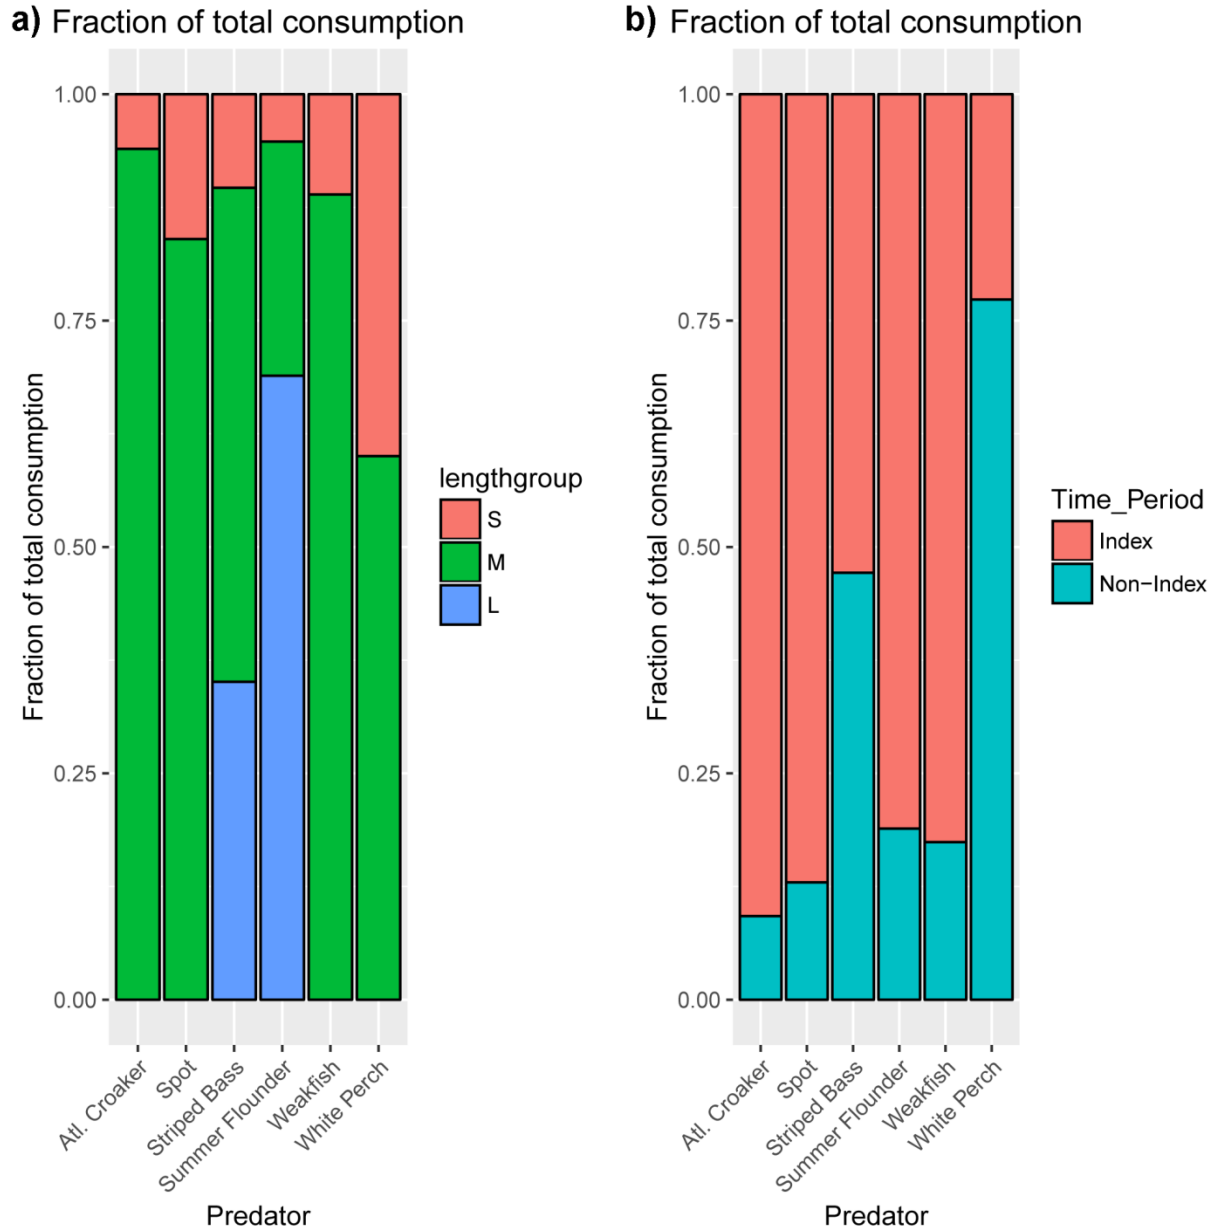 a) Fraction of total consumption
Fraction of total consumption
1.00
0.75
0.50
0.25
0.00
Atl. Croaker
Spot
Striped Bass
Summer Flounder
Weakfish
White Perch
Predator
lengthgroup
S
M
L
b) Fraction of total consumption
Fraction of total consumption
1.00
0.75
0.50
0.25
0.00
Atl. Croaker
Spot
Striped Bass
Summer Flounder
Weakfish
White Perch
Predator
Time_Period
Index
Non−Index